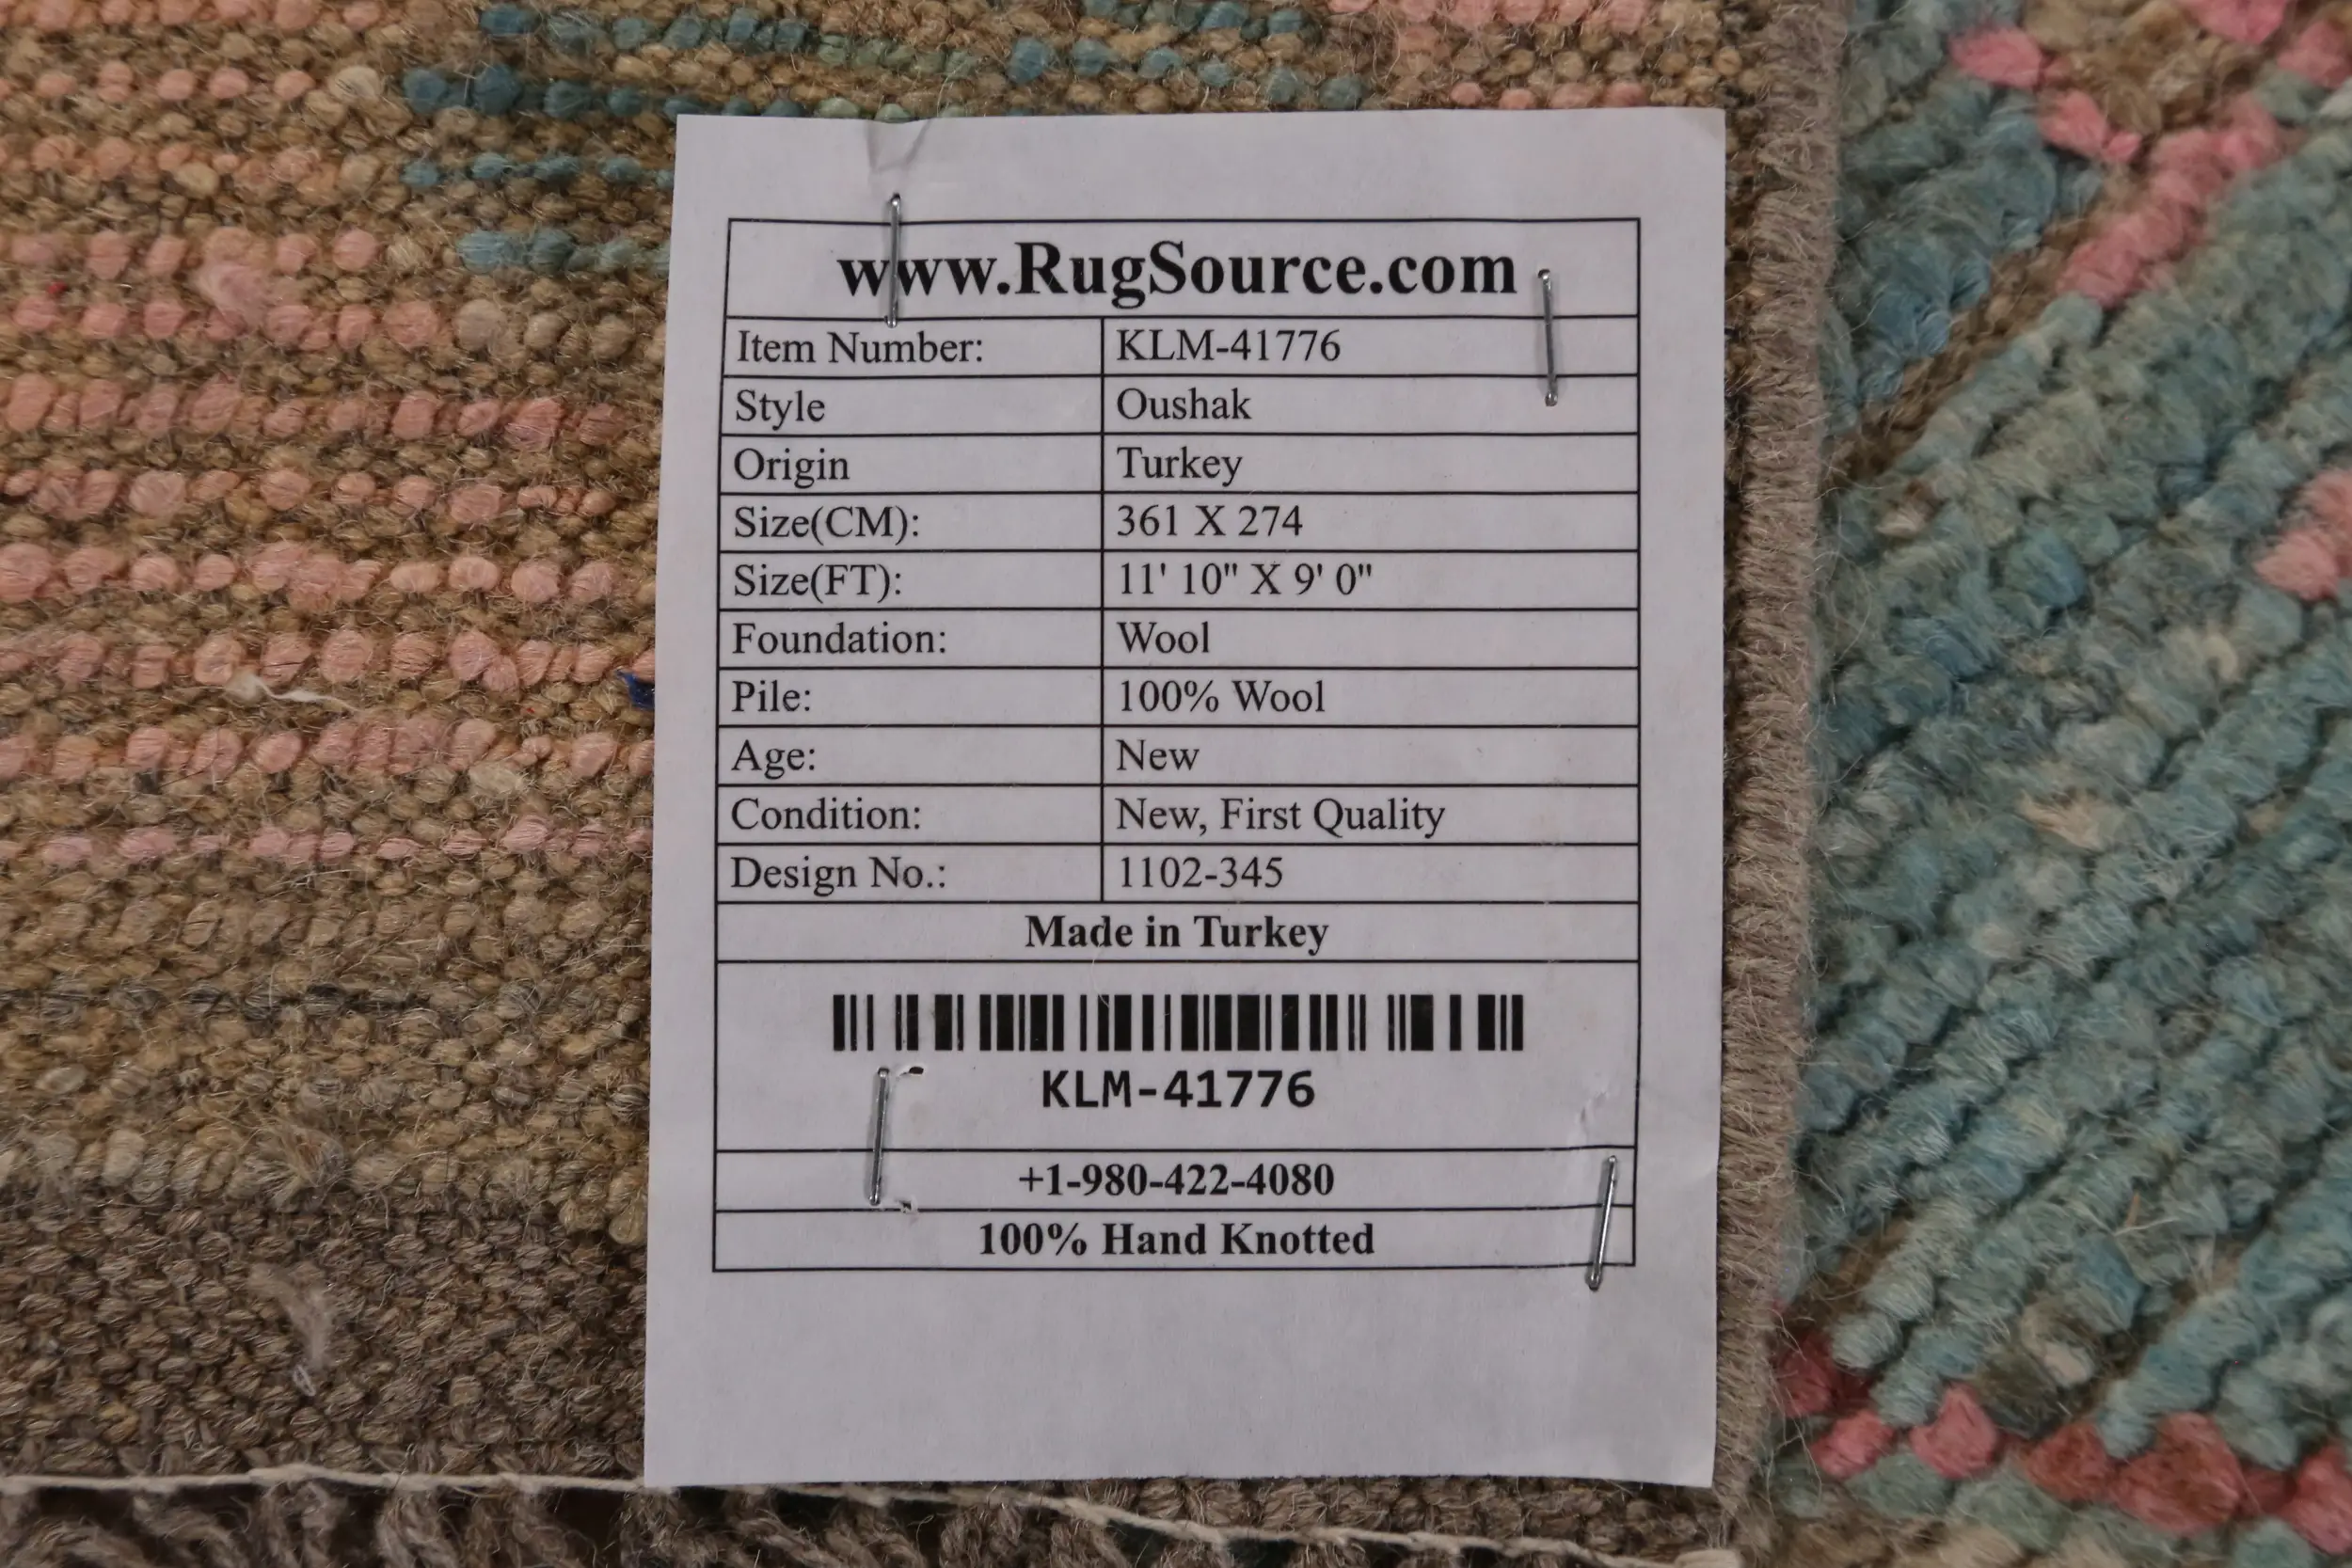 www.RugSource.com
Item Number: KLM-41776
Style Oushak
Origin Turkey
Size(CM): 361 X 274
Size(FT): 11' 10" X 9' 0"
Foundation: Wool
Pile: 100% Wool
Age: New
Condition: New, First Quality
Design No.: 1102-345
Made in Turkey
KLM-41776
+1-980-422-4080
100% Hand Knotted